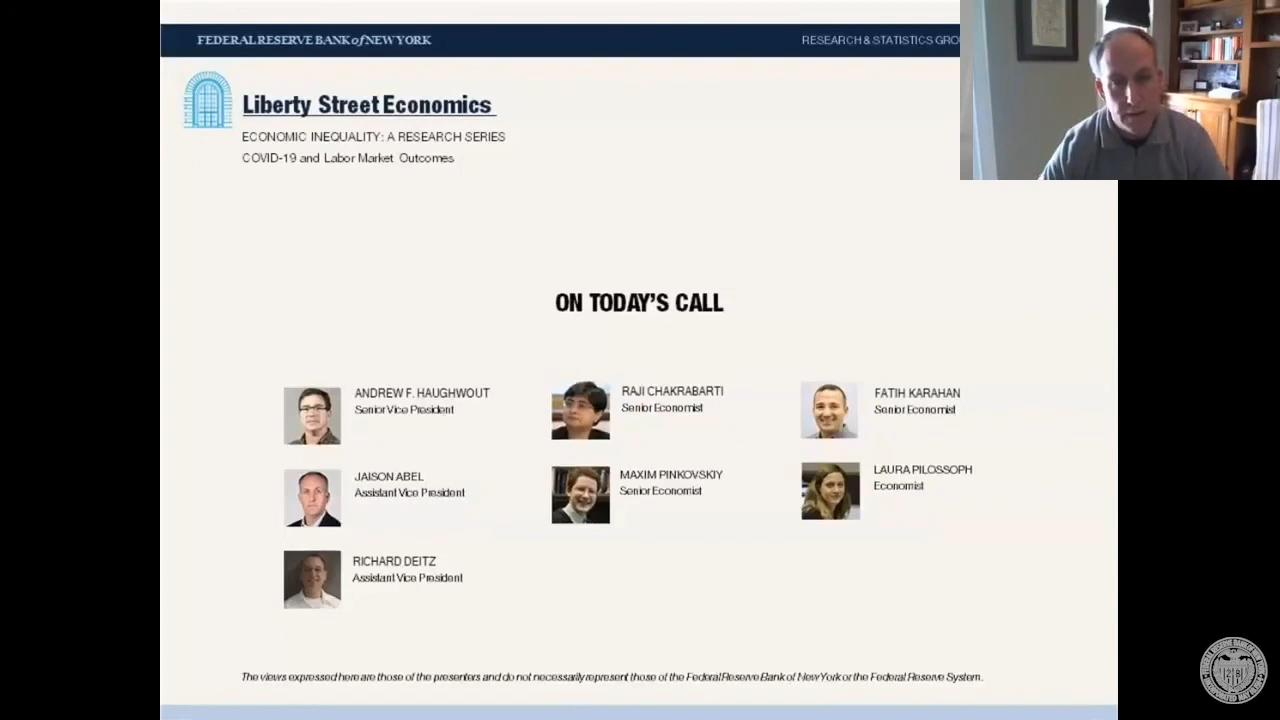 FEDERAL RESERVE BANK of NEW YORK
RESEARCH & STATISTICS
Liberty Street Economics
ECONOMIC INEQUALITY: A RESEARCH SERIES
COVID-19 and Labor Market Outcomes
ON TODAY'S CALL
ANDREW F. HAUGHWOUT
Senior Vice President
RAJI CHAKRABARTI
Senior Economist
FATIH KARAHAN
Senior Economist
JAISON ABEL
Assistant Vice President
MAXIM PINKOVSKIY
Senior Economist
LAURA PILOSSOPH
Economist
RICHARD DEITZ
Assistant Vice President
The views expressed here are those of the presenters and do not necessarily represent those of the Federal Reserve Bank of New York or the Federal Reserve System.